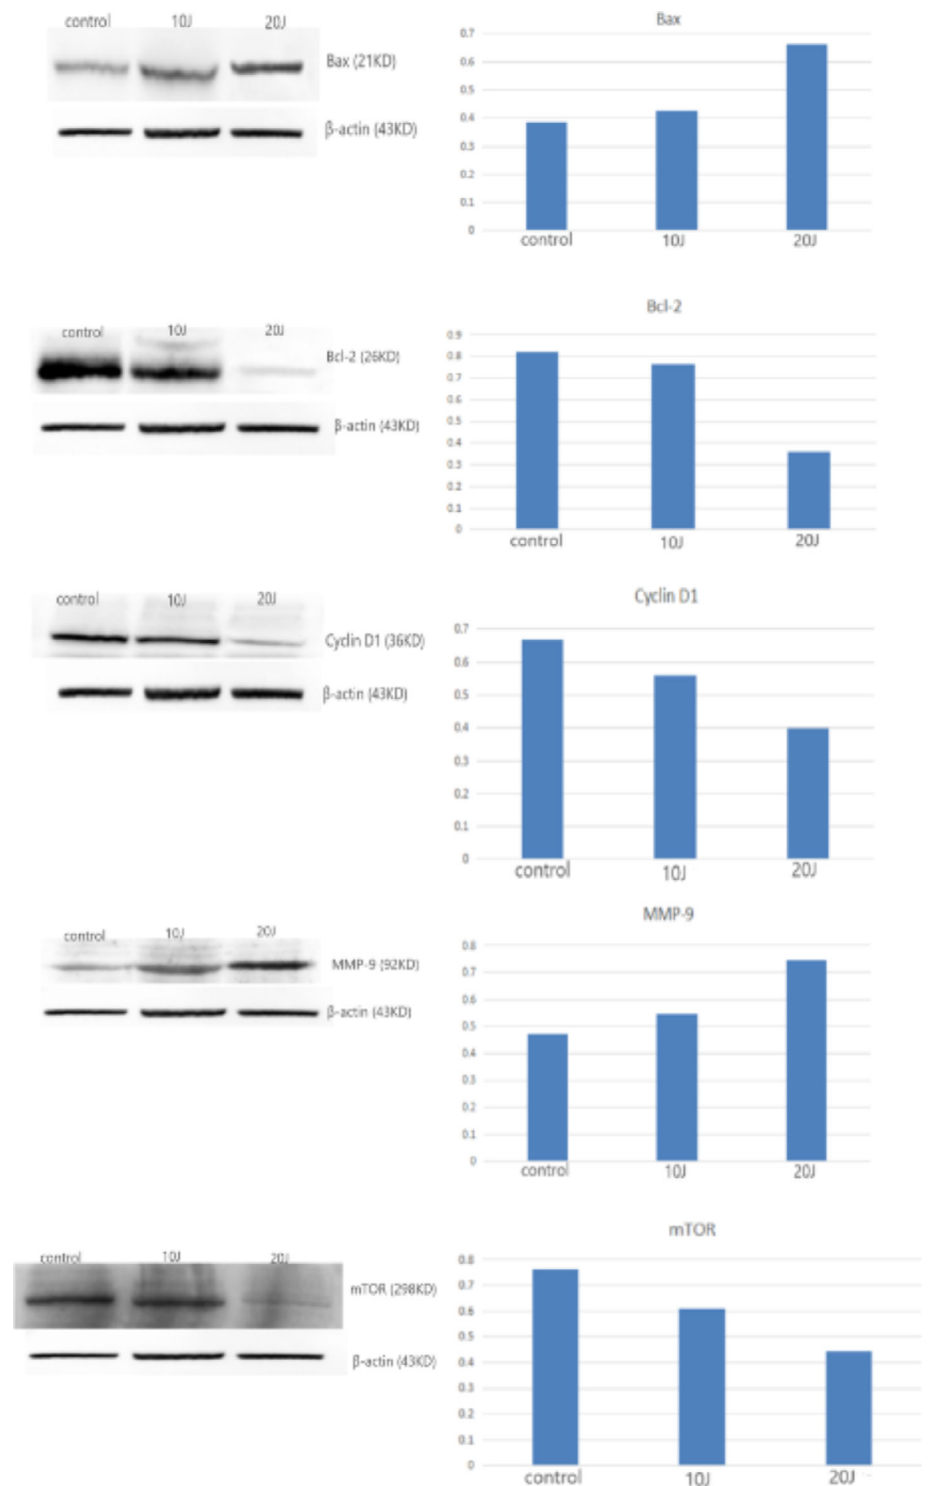 control 10J 20J
Bax (21KD)
β-actin (43KD)
Bax
0.7
0.6
0.5
0.4
0.3
0.2
0.1
0
control 10J 20J
control 10J 20J
Bcl-2 (26KD)
β-actin (43KD)
Bcl-2
0.9
0.8
0.7
0.6
0.5
0.4
0.3
0.2
0.1
0
control 10J 20J
control 10J 20J
Cyclin D1 (36KD)
β-actin (43KD)
Cyclin D1
0.7
0.6
0.5
0.4
0.3
0.2
0.1
0
control 10J 20J
control 10J 20J
MMP-9 (92KD)
β-actin (43KD)
MMP-9
0.8
0.7
0.6
0.5
0.4
0.3
0.2
0.1
0
control 10J 20J
control 10J 20J
mTOR (298KD)
β-actin (43KD)
mTOR
0.8
0.7
0.6
0.5
0.4
0.3
0.2
0.1
0
control 10J 20J